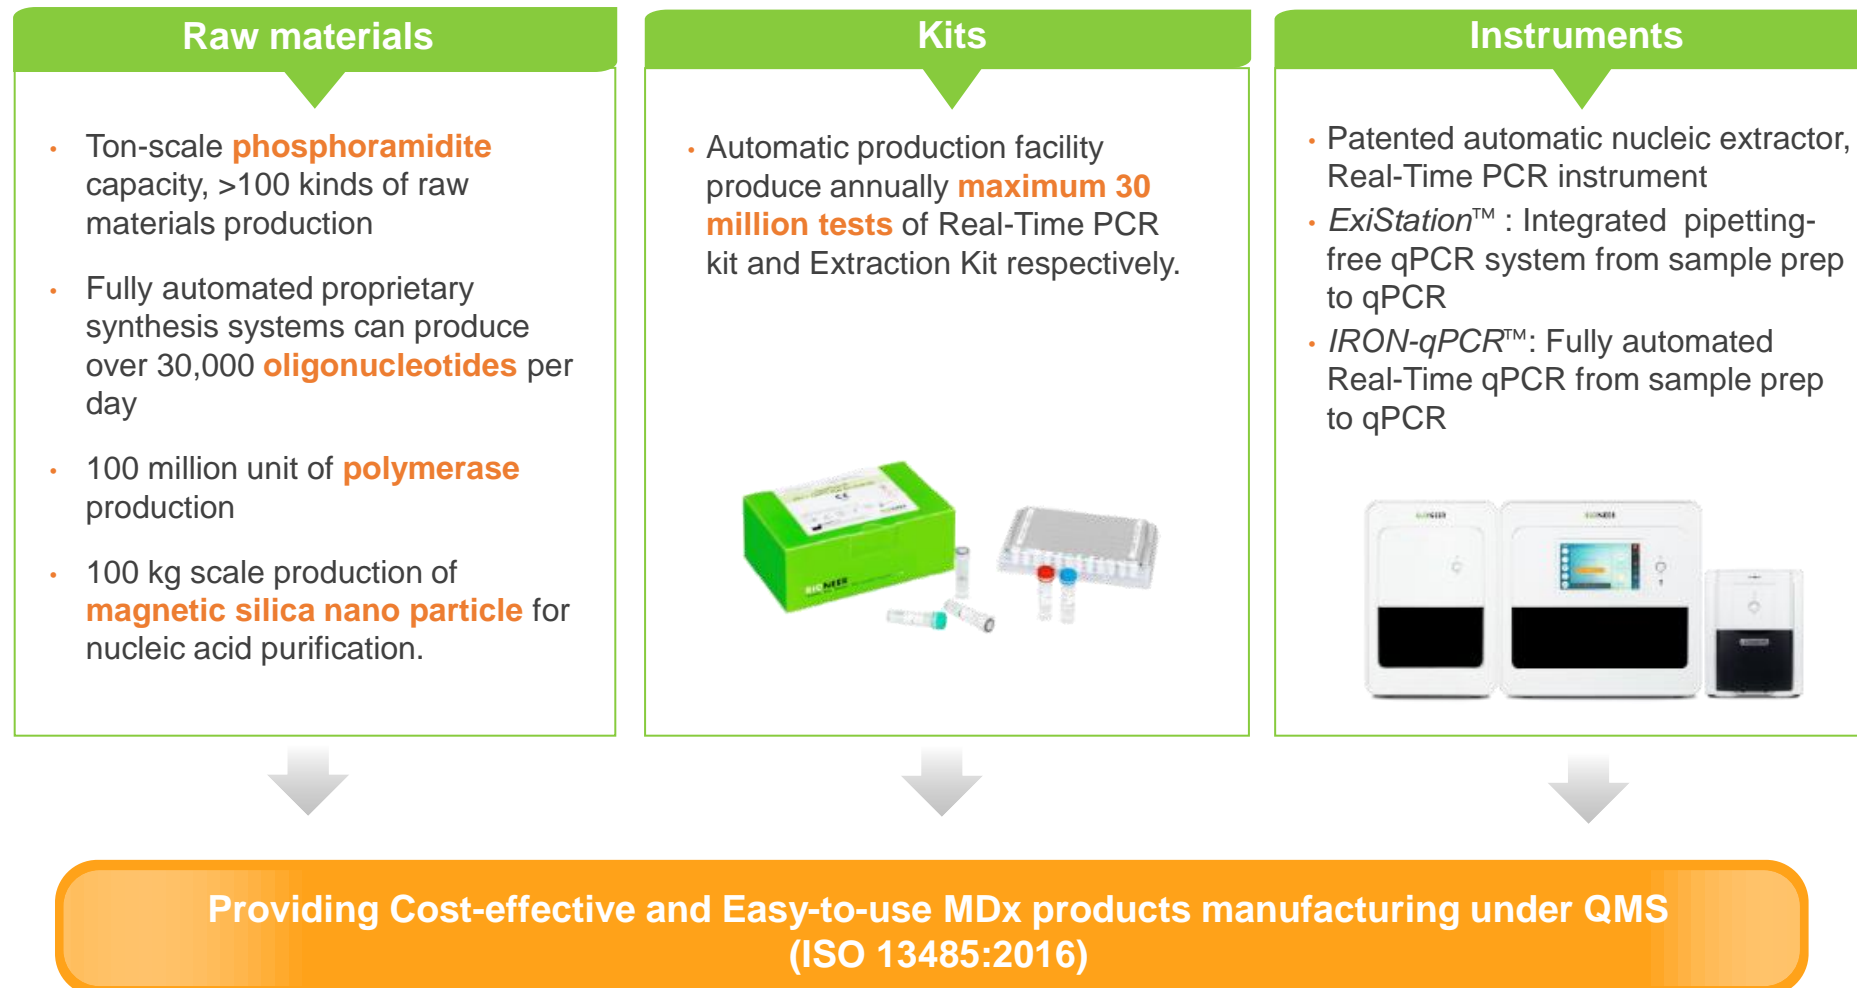 Raw materials
• Ton-scale phosphoramidite
capacity, >100 kinds of raw
materials production
• Fully automated proprietary
synthesis systems can produce
over 30,000 oligonucleotides per
day
• 100 million unit of polymerase
production
• 100 kg scale production of
magnetic silica nano particle for
nucleic acid purification.
Kits
• Automatic production facility
produce annually maximum 30
million tests of Real-Time PCR
kit and Extraction Kit respectively.
BIONEER
Instruments
• Patented automatic nucleic extractor,
Real-Time PCR instrument
• ExiStation™ : Integrated pipetting-
free qPCR system from sample prep
to qPCR
• IRON-qPCR™: Fully automated
Real-Time qPCR from sample prep
to qPCR
BIONEER
BIONEER
Providing Cost-effective and Easy-to-use MDx products manufacturing under QMS
(ISO 13485:2016)